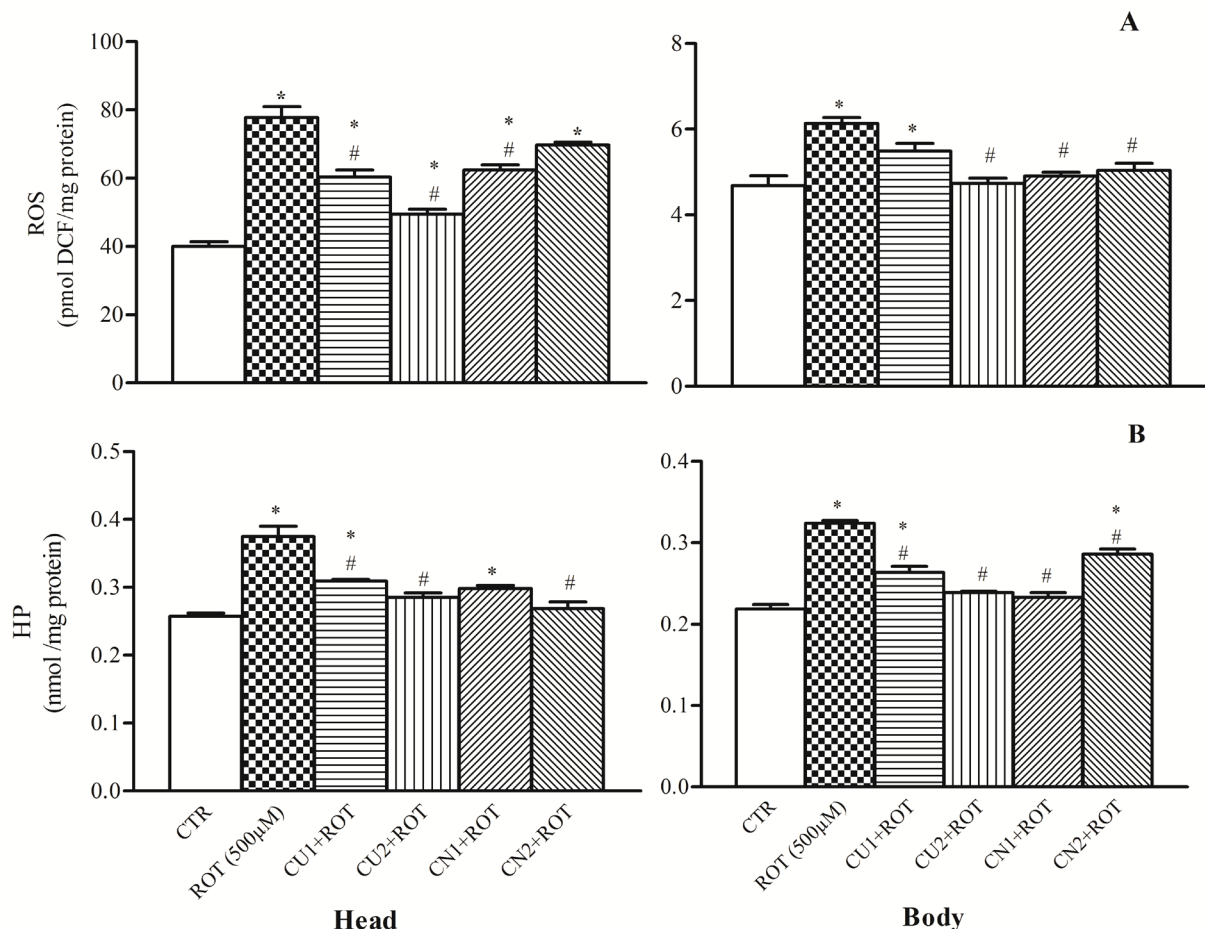 A
100
80
60
40
20
0
ROS
(pmol DCF/mg protein)
*
*
#
*
#
*
#
*
8
6
4
2
0
*
*
#
#
#
B
0.5
0.4
0.3
0.2
0.1
0.0
HP
(nmol /mg protein)
*
*
#
#
*
#
CTR
ROT (500µM)
CU1+ROT
CU2+ROT
CN1+ROT
CN2+ROT
Head
0.4
0.3
0.2
0.1
0.0
*
*
#
#
#
*
#
CTR
ROT (500µM)
CU1+ROT
CU2+ROT
CN1+ROT
CN2+ROT
Body